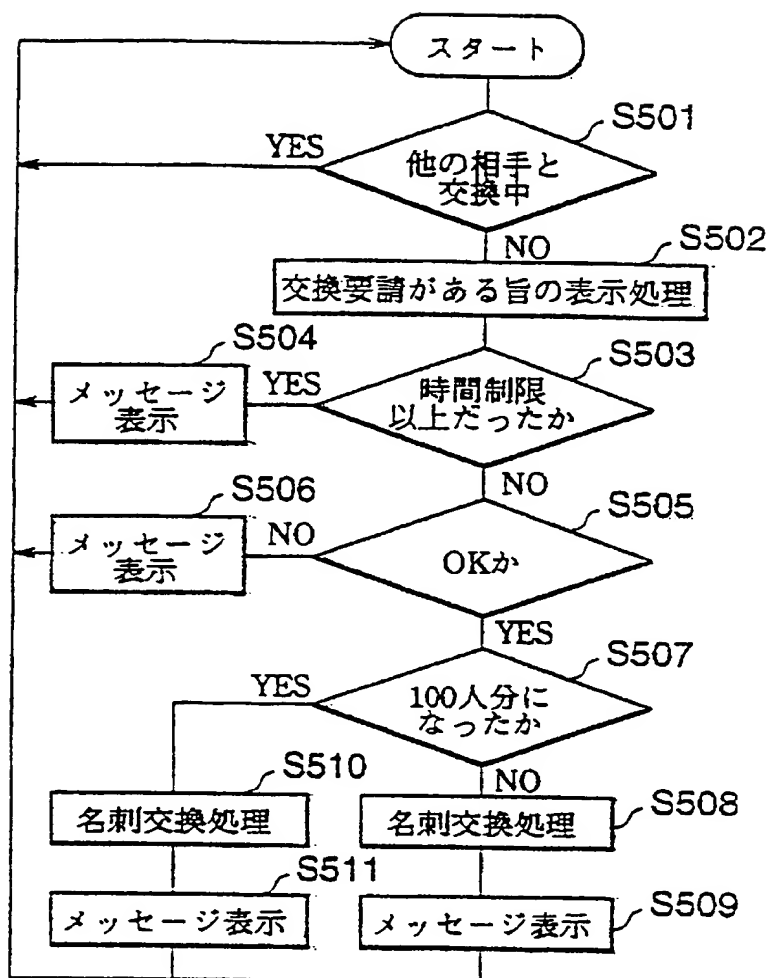 スタート
S501
YES
他の相手と
交換中
NO
S502
交換要請がある旨の表示処理
S504
S503
メッセージ
表示
YES
時間制限
以上だったか
NO
S506
S505
メッセージ
表示
NO
OKか
YES
S507
YES
100人分に
なったか
S510
NO
S508
名刺交換処理
名刺交換処理
S511
S509
メッセージ表示
メッセージ表示